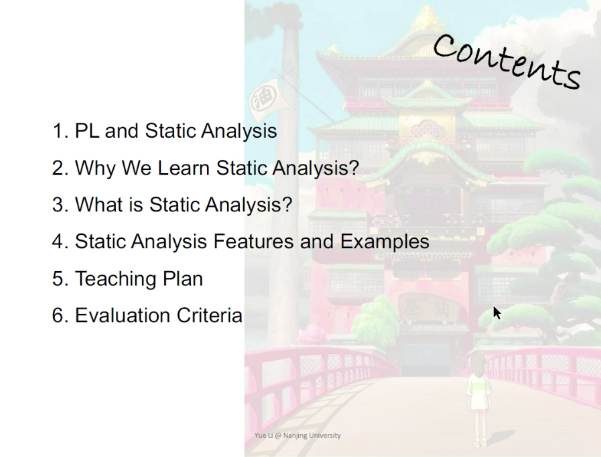 Contents
油
1. PL and Static Analysis
2. Why We Learn Static Analysis?
3. What is Static Analysis?
4. Static Analysis Features and Examples
5. Teaching Plan
6. Evaluation Criteria
Yue Li @ Nanjing University